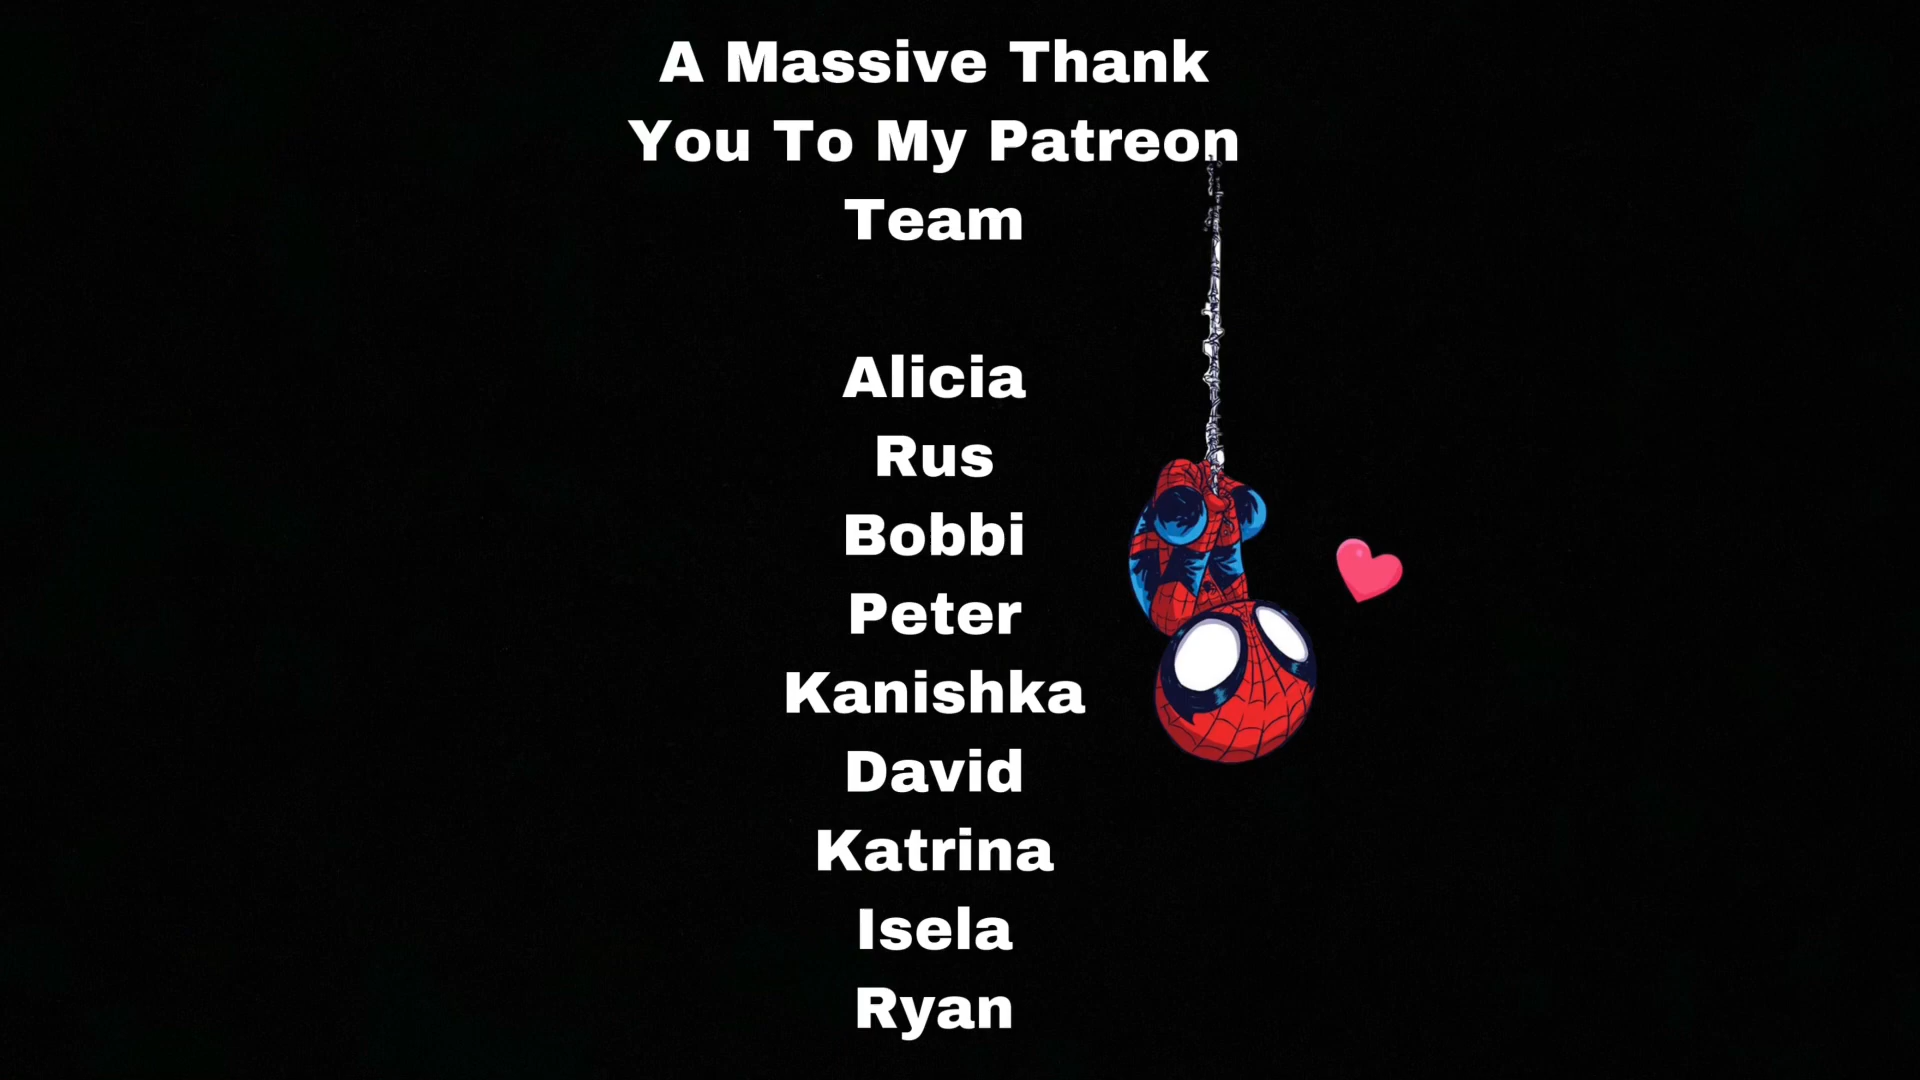 A Massive Thank
You To My Patreon
Team
Alicia
Rus
Bobbi
Peter
Kanishka
David
Katrina
Isela
Ryan